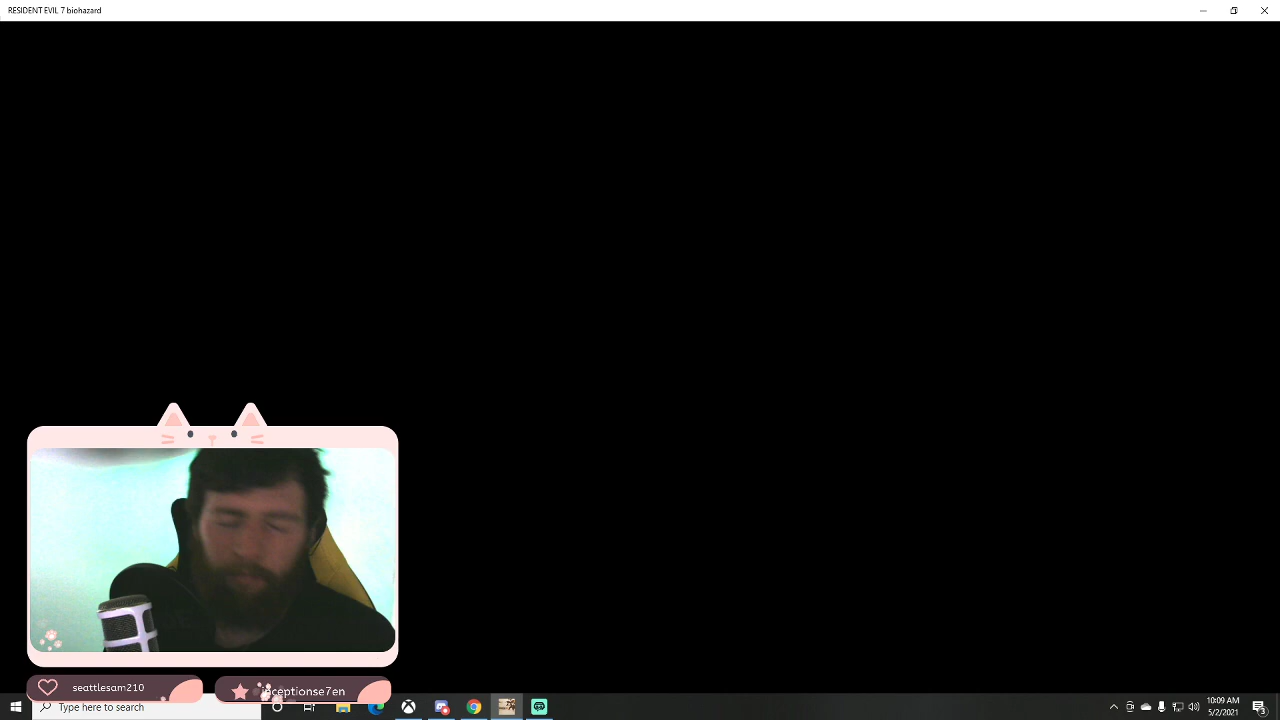 RESIDENT EVIL 7 biohazard
seattlesam210
inceptionse7en
Type here to search
10:09 AM
5/2/2021